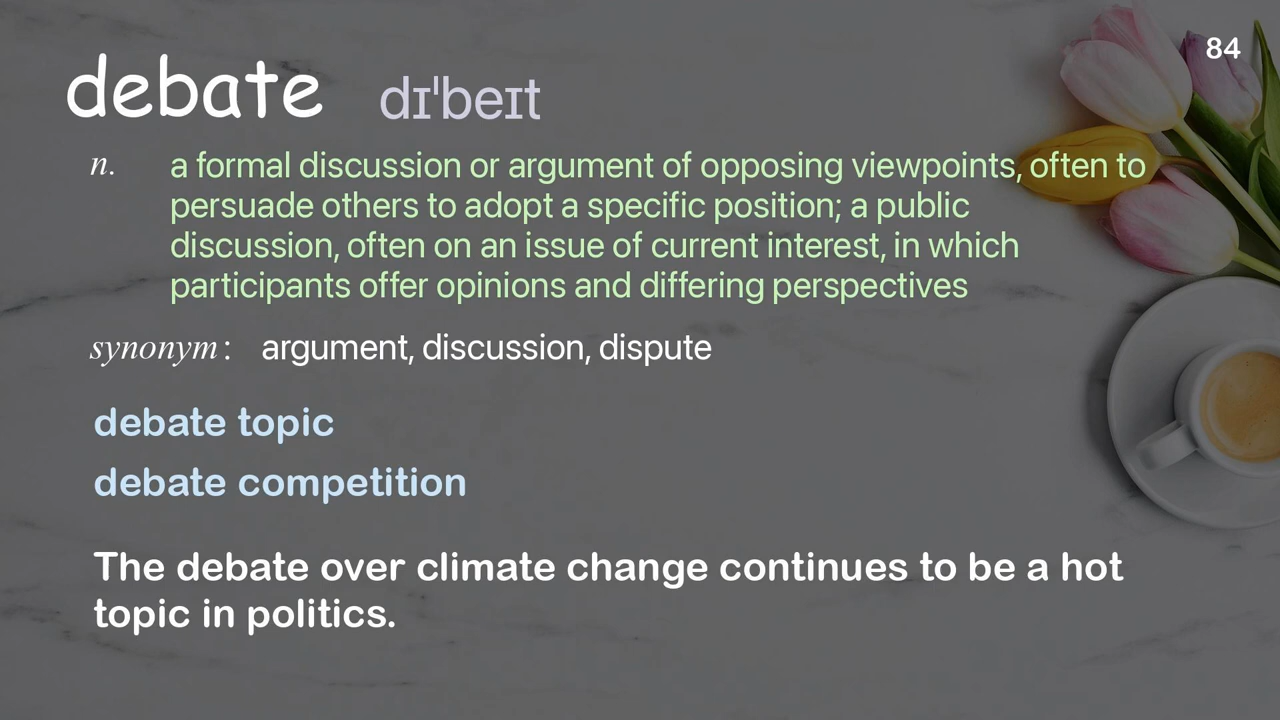 84
debate dɪˈbeɪt
n. a formal discussion or argument of opposing viewpoints, often to
persuade others to adopt a specific position; a public
discussion, often on an issue of current interest, in which
participants offer opinions and differing perspectives
synonym: argument, discussion, dispute
debate topic
debate competition
The debate over climate change continues to be a hot
topic in politics.